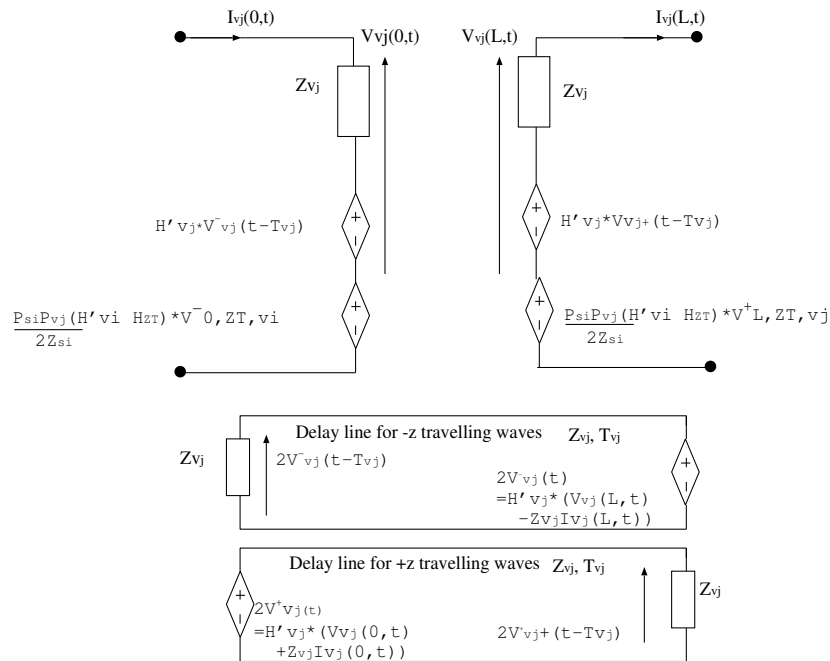 Ivj(0,t)
Ivj(L,t)
Vvj(0,t)
Vvj(L,t)
Zvj
Zvj
+
−
+
−
H'vj*V⁻vj(t−Tvj)
H'vj*Vvj+(t−Tvj)
+
−
+
−
PsiPvj(H'vi HZT)*V⁻0,ZT,vi
2Zsi
PsiPvj(H'vi HZT)*V⁺L,ZT,vj
2Zsi
Delay line for -z travelling waves Zvj, Tvj
Zvj
2V⁻vj(t−Tvj)
+
−
2V⁻vj(t)
=H'vj*(Vvj(L,t)
−ZvjIvj(L,t))
Delay line for +z travelling waves Zvj, Tvj
Zvj
+
−
2V⁺vj(t)
=H'vj*(Vvj(0,t)
+ZvjIvj(0,t))
2V⁺vj+(t−Tvj)